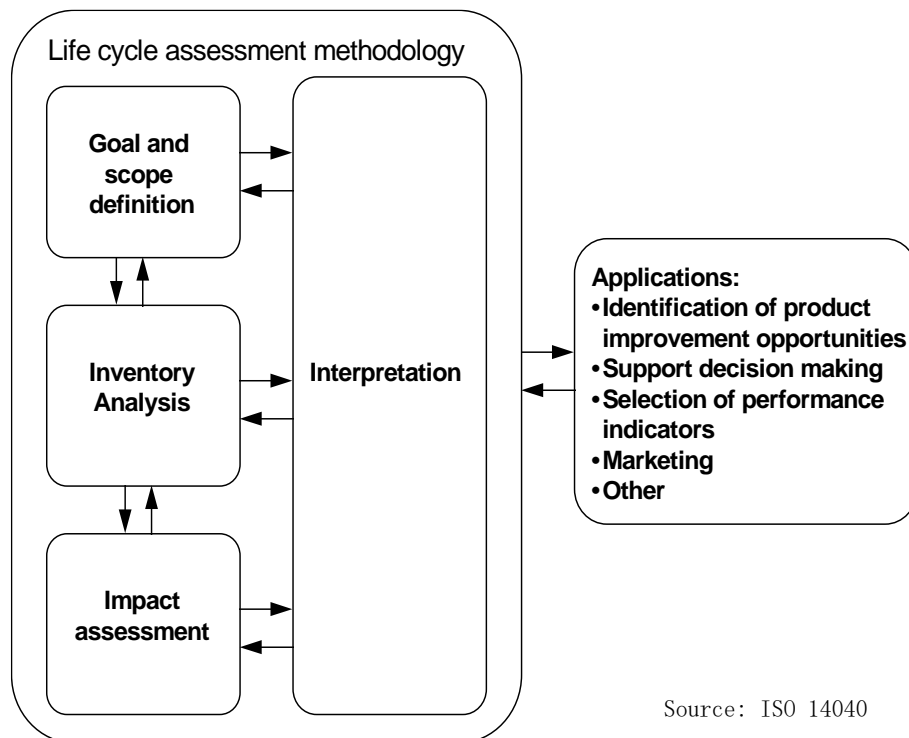 Life cycle assessment methodology
Goal and
scope
definition
Inventory
Analysis
Impact
assessment
Interpretation
Applications:
•Identification of product
improvement opportunities
•Support decision making
•Selection of performance
indicators
•Marketing
•Other
Source: ISO 14040